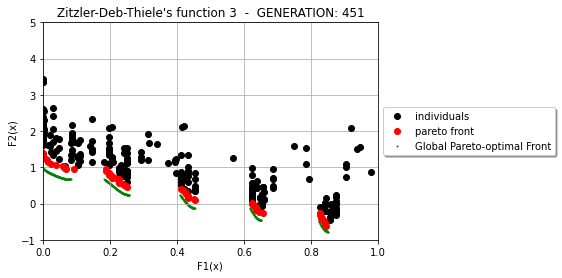 Zitzler-Deb-Thiele's function 3 - GENERATION: 451
5
4
3
2
1
0
−1
F2(x)
0.0 0.2 0.4 0.6 0.8 1.0
F1(x)
individuals
pareto front
Global Pareto-optimal Front